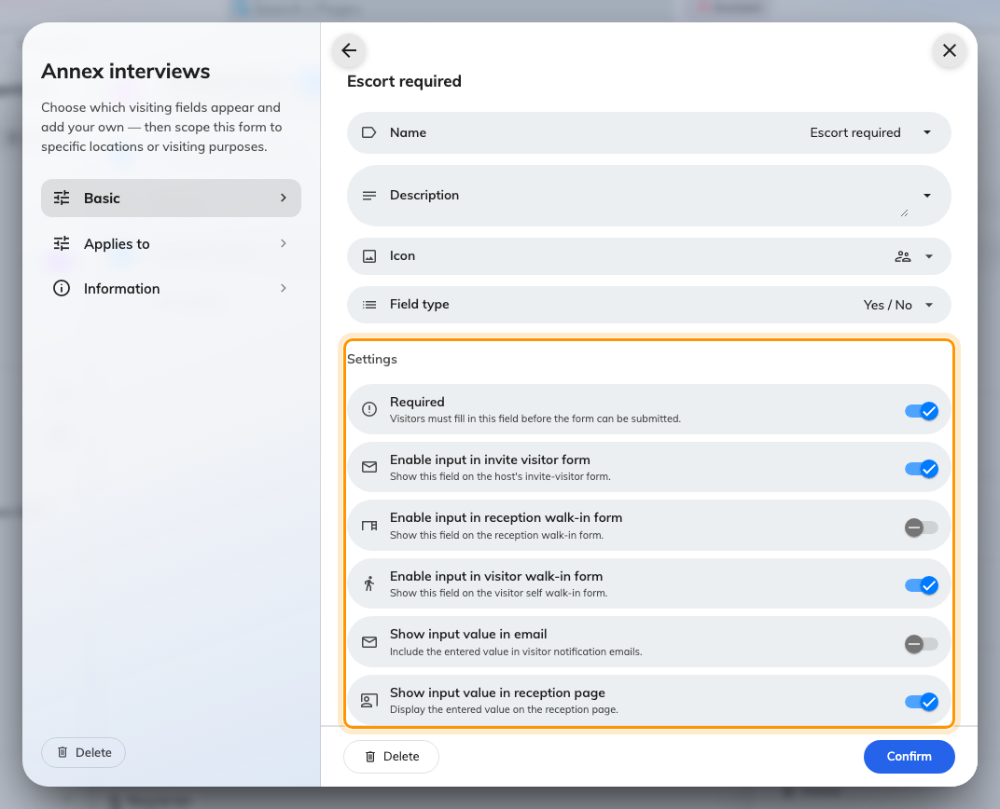 Annex interviews
Choose which visiting fields appear and
add your own — then scope this form to
specific locations or visiting purposes.
Basic
Applies to
Information
Delete
Escort required
Name
Escort required
Description
Icon
Field type
Yes / No
Settings
Required
Visitors must fill in this field before the form can be submitted.
Enable input in invite visitor form
Show this field on the host's invite-visitor form.
Enable input in reception walk-in form
Show this field on the reception walk-in form.
Enable input in visitor walk-in form
Show this field on the visitor self walk-in form.
Show input value in email
Include the entered value in visitor notification emails.
Show input value in reception page
Display the entered value on the reception page.
Delete
Confirm